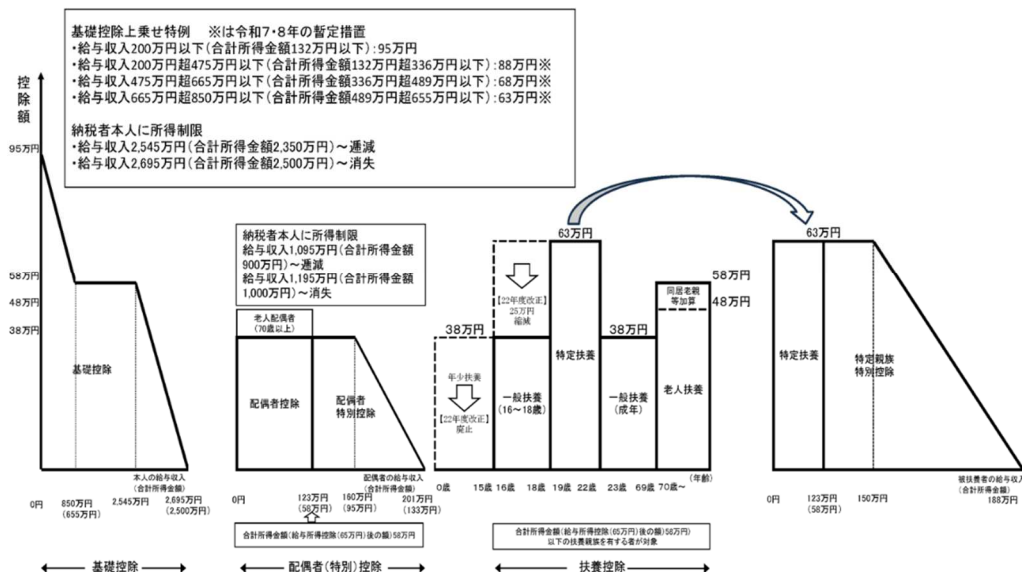 基礎控除上乗せ特例　※は令和7・8年の暫定措置
・給与収入200万円以下(合計所得金額132万円以下):95万円
・給与収入200万円超475万円以下(合計所得金額132万円超336万円以下):88万円※
・給与収入475万円超665万円以下(合計所得金額336万円超489万円以下):68万円※
・給与収入665万円超850万円以下(合計所得金額489万円超655万円以下):63万円※
納税者本人に所得制限
・給与収入2,545万円(合計所得金額2,350万円)～逓減
・給与収入2,695万円(合計所得金額2,500万円)～消失
控除額
95万円
58万円
48万円
38万円
基礎控除
本人の給与収入
(合計所得金額)
0円
850万円
(655万円)
2,545万円
2,695万円
(2,500万円)
基礎控除
納税者本人に所得制限
給与収入1,095万円(合計所得金額
900万円)～逓減
給与収入1,195万円(合計所得金額
1,000万円)～消失
老人配偶者
(70歳以上)
配偶者控除
配偶者
特別控除
配偶者の給与収入
(合計所得金額)
0円
123万円
(58万円)
160万円
(95万円)
201万円
(133万円)
合計所得金額(給与所得控除(65万円)後の額)58万円
配偶者(特別)控除
38万円
年少扶養
【22年度改正】
廃止
【22年度改正】
25万円
縮減
一般扶養
(16～18歳)
63万円
特定扶養
38万円
一般扶養
(成年)
58万円
同居老親
等加算
48万円
老人扶養
(年齢)
0歳
15歳
16歳
18歳
19歳
22歳
23歳
69歳
70歳～
合計所得金額(給与所得控除(65万円)後の額)58万円)
以下の扶養親族を有する者が対象
扶養控除
63万円
特定扶養
特定親族
特別控除
被扶養者の給与収入
(合計所得金額)
0円
123万円
(58万円)
150万円
188万円